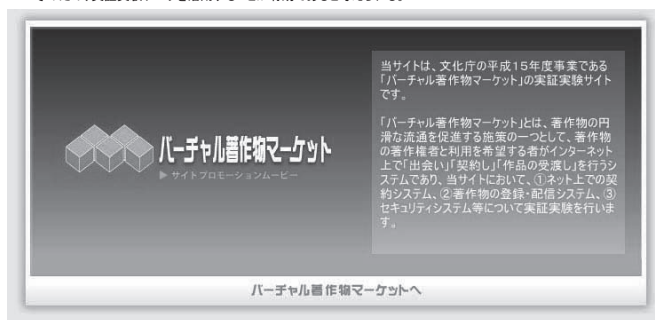 当サイトは、文化庁の平成15年度事業である
「バーチャル著作物マーケット」の実証実験サイト
です。
「バーチャル著作物マーケット」とは、著作物の円
滑な流通を促進する施策の一つとして、著作物
の著作権者と利用を希望する者がインターネット
上で「出会い」「契約し」「作品の受渡し」を行うシ
ステムであり、当サイトにおいて、①ネット上での契
約システム、②著作物の登録・配信システム、③
セキュリティシステム等について実証実験を行いま
す。
バーチャル著作物マーケット
▶ サイトプロモーションムービー
バーチャル著作物マーケットへ